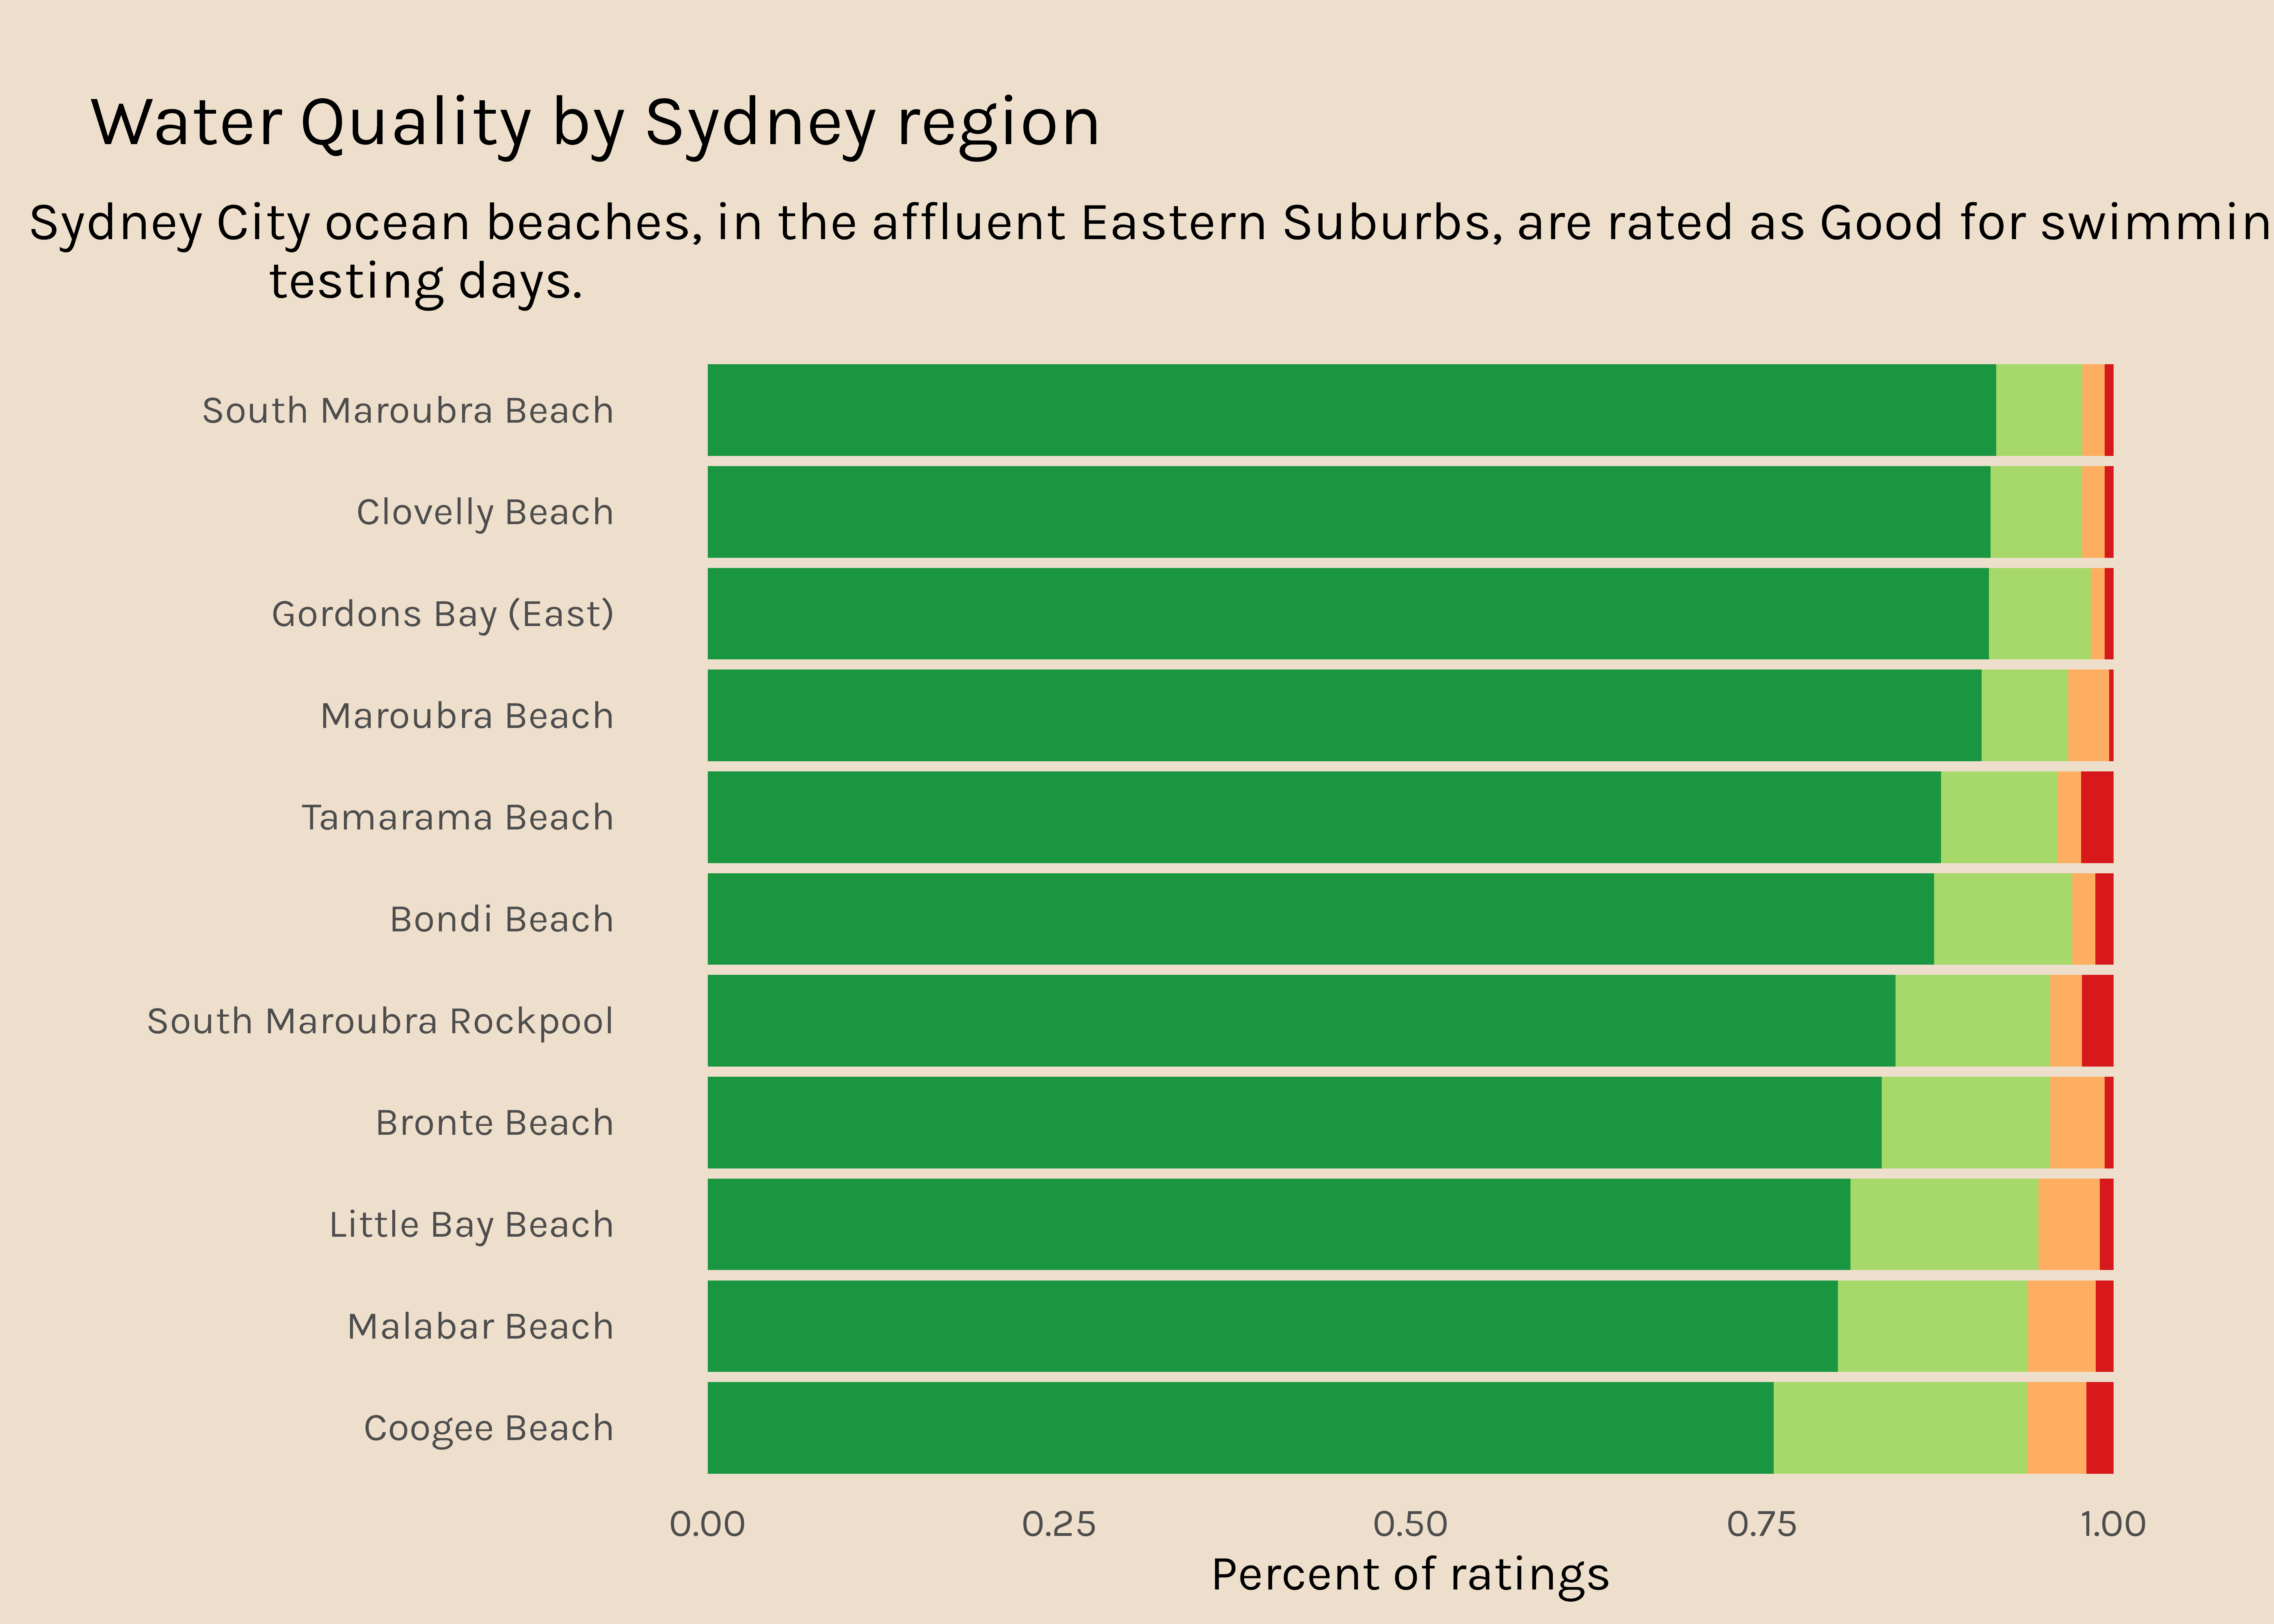 Water Quality by Sydney region
Sydney City ocean beaches, in the affluent Eastern Suburbs, are rated as Good for swimmin
testing days.
South Maroubra Beach
Clovelly Beach
Gordons Bay (East)
Maroubra Beach
Tamarama Beach
Bondi Beach
South Maroubra Rockpool
Bronte Beach
Little Bay Beach
Malabar Beach
Coogee Beach
0.00 0.25 0.50 0.75 1.00
Percent of ratings